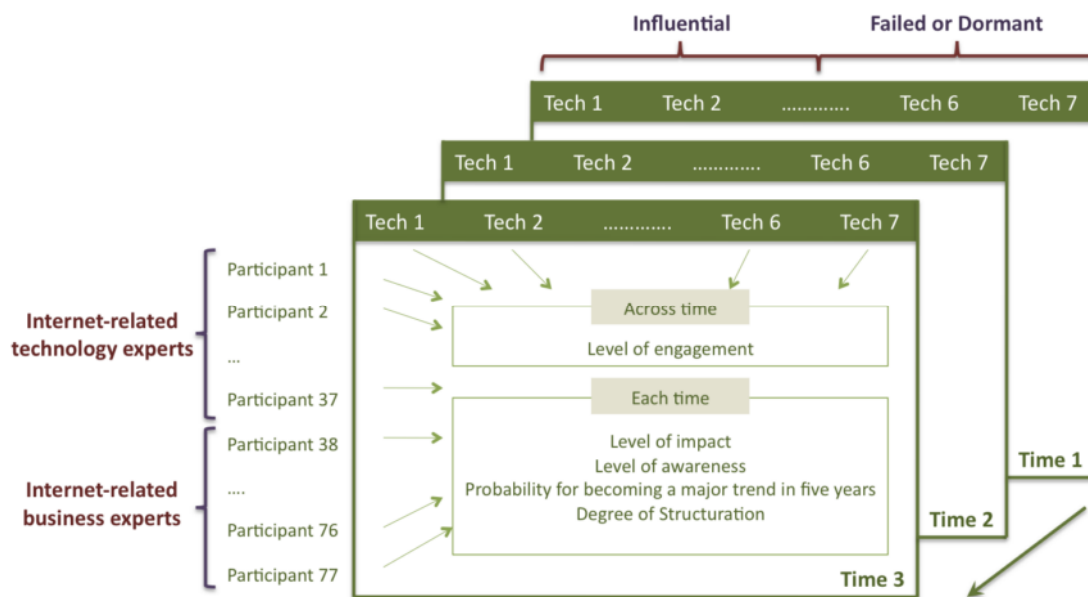 Influential Failed or Dormant
Tech 1 Tech 2 …………. Tech 6 Tech 7
Tech 1 Tech 2 …………. Tech 6 Tech 7
Tech 1 Tech 2 …………. Tech 6 Tech 7
Internet-related
technology experts
Participant 1
Participant 2
…
Participant 37
Internet-related
business experts
Participant 38
….
Participant 76
Participant 77
Across time
Level of engagement
Each time
Level of impact
Level of awareness
Probability for becoming a major trend in five years
Degree of Structuration
Time 1
Time 2
Time 3